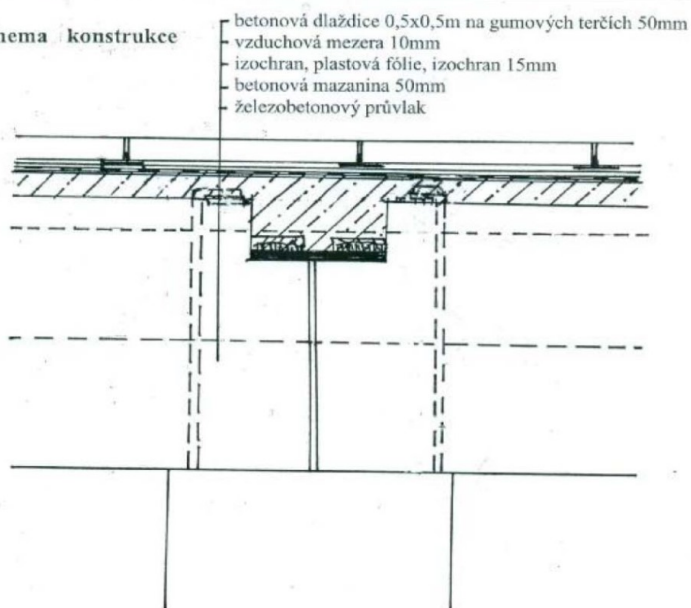 konstrukce
betonová dlaždice 0,5x0,5m na gumových terčích 50mm
vzduchová mezera 10mm
izochran, plastová fólie, izochran 15mm
betonová mazanina 50mm
železobetonový průvlak